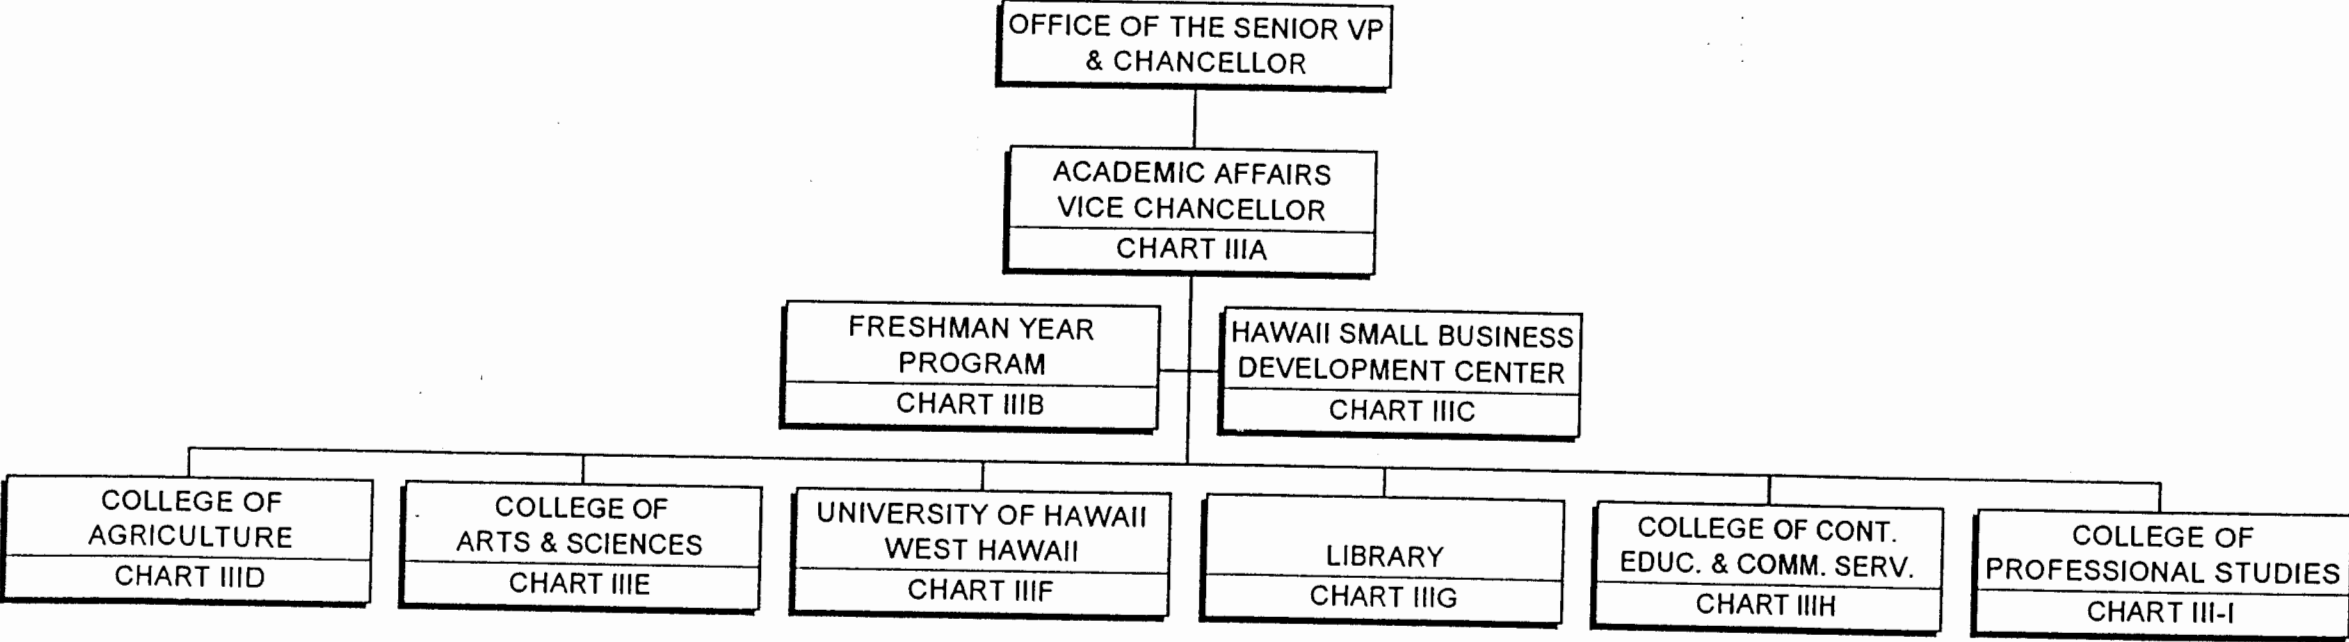 OFFICE OF THE SENIOR VP
& CHANCELLOR
ACADEMIC AFFAIRS
VICE CHANCELLOR
CHART IIIA
FRESHMAN YEAR
PROGRAM
CHART IIIB
HAWAII SMALL BUSINESS
DEVELOPMENT CENTER
CHART IIIC
COLLEGE OF
AGRICULTURE
CHART IIID
COLLEGE OF
ARTS & SCIENCES
CHART IIIE
UNIVERSITY OF HAWAII
WEST HAWAII
CHART IIIF
LIBRARY
CHART IIIG
COLLEGE OF CONT.
EDUC. & COMM. SERV.
CHART IIIH
COLLEGE OF
PROFESSIONAL STUDIES
CHART III-I